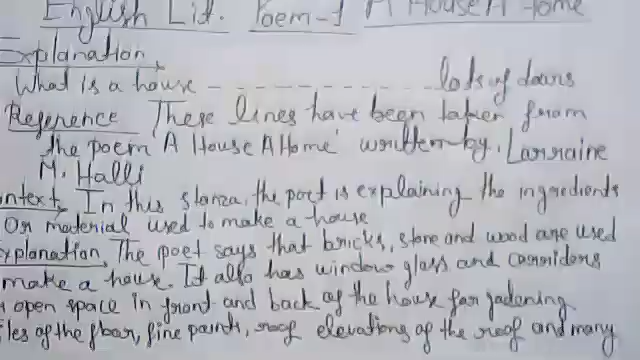 English Lit. Poem-1 A House A Home
Explanation
What is a house - - - - - - - - - - - - lots of doors
Reference These lines have been taken from
the poem 'A House A Home' written by. Lorraine
M. Halli
ntext, In this stanza, the poet is explaining the ingredients
Or material used to make a house
xplanation, The poet says that bricks, stone and wood are used
make a house. It also has window glass and corridors
open space in front and back of the house for gadening
les of the floor, fine paints, roof elevations of the roof and many